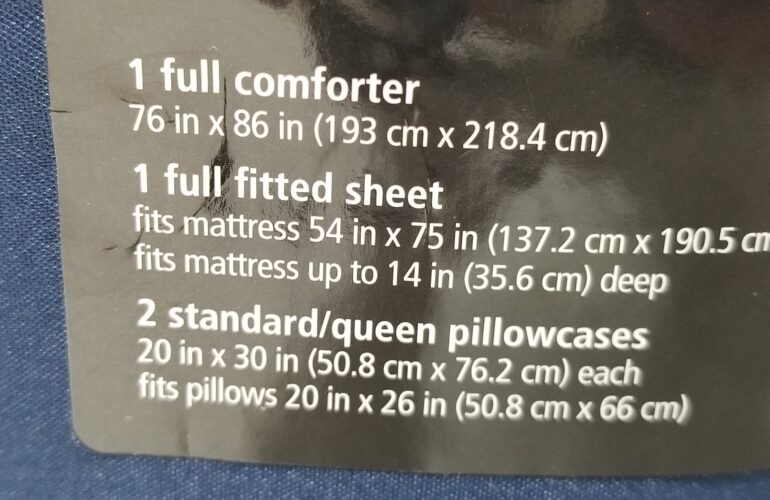 1 full comforter
76 in x 86 in (193 cm x 218.4 cm)
1 full fitted sheet
fits mattress 54 in x 75 in (137.2 cm x 190.5 cm
fits mattress up to 14 in (35.6 cm) deep
2 standard/queen pillowcases
20 in x 30 in (50.8 cm x 76.2 cm) each
fits pillows 20 in x 26 in (50.8 cm x 66 cm)